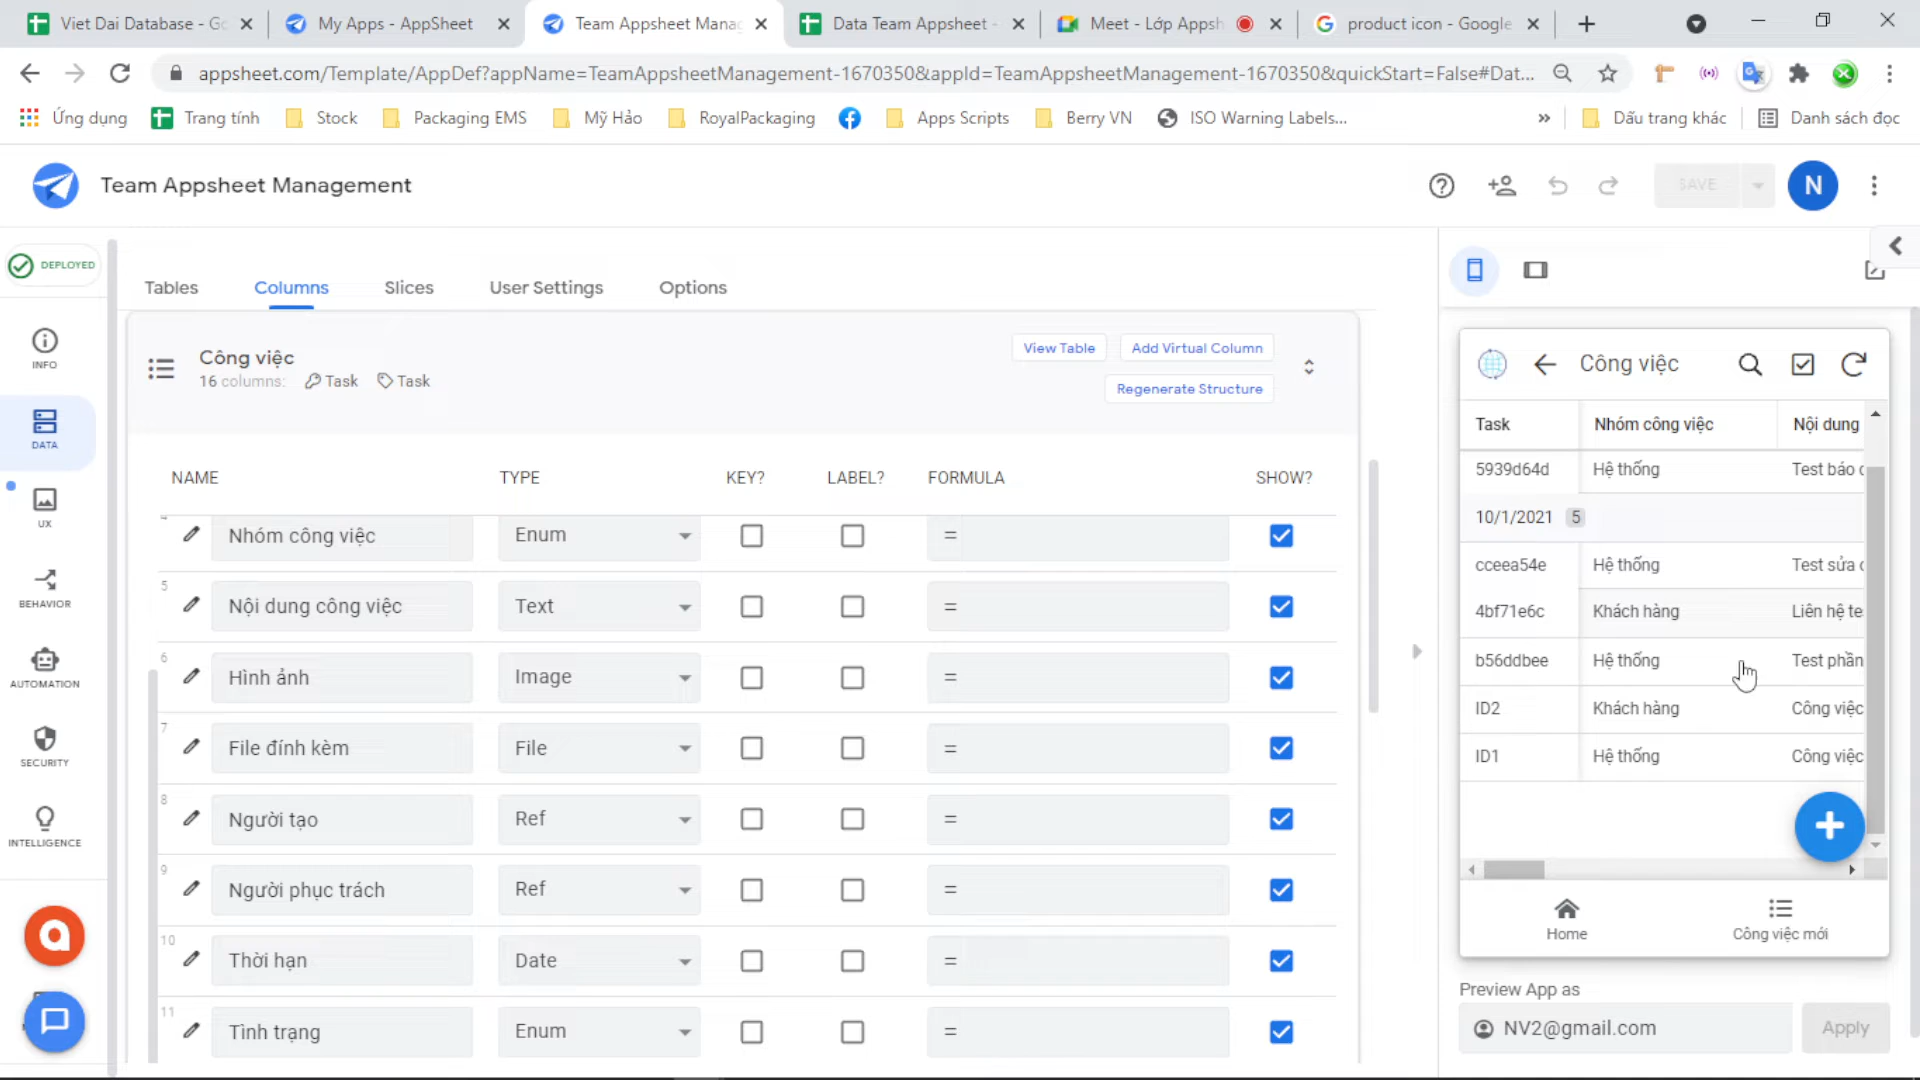 Viet Dai Database - Go
My Apps - AppSheet
Team Appsheet Manag
Data Team Appsheet -
Meet - Lớp Appsh
product icon - Google
appsheet.com/Template/AppDef?appName=TeamAppsheetManagement-1670350&appId=TeamAppsheetManagement-1670350&quickStart=False#Dat...
Ứng dụng
Trang tính
Stock
Packaging EMS
Mỹ Hảo
RoyalPackaging
Apps Scripts
Berry VN
ISO Warning Labels...
»
Dấu trang khác
Danh sách đọc
Team Appsheet Management
SAVE
N
DEPLOYED
INFO
DATA
UX
BEHAVIOR
AUTOMATION
SECURITY
INTELLIGENCE
Tables
Columns
Slices
User Settings
Options
Công việc
16 columns: Task Task
View Table
Add Virtual Column
Regenerate Structure
NAME TYPE KEY? LABEL? FORMULA SHOW?
Nhóm công việc Enum =
5 Nội dung công việc Text =
6 Hình ảnh Image =
7 File đính kèm File =
8 Người tạo Ref =
9 Người phục trách Ref =
10 Thời hạn Date =
11 Tình trạng Enum =
Công việc
Task Nhóm công việc Nội dung
5939d64d Hệ thống Test báo c
10/1/2021 5
cceea54e Hệ thống Test sửa c
4bf71e6c Khách hàng Liên hệ te
b56ddbee Hệ thống Test phần
ID2 Khách hàng Công việc
ID1 Hệ thống Công việc
Home
Công việc mới
Preview App as
NV2@gmail.com
Apply